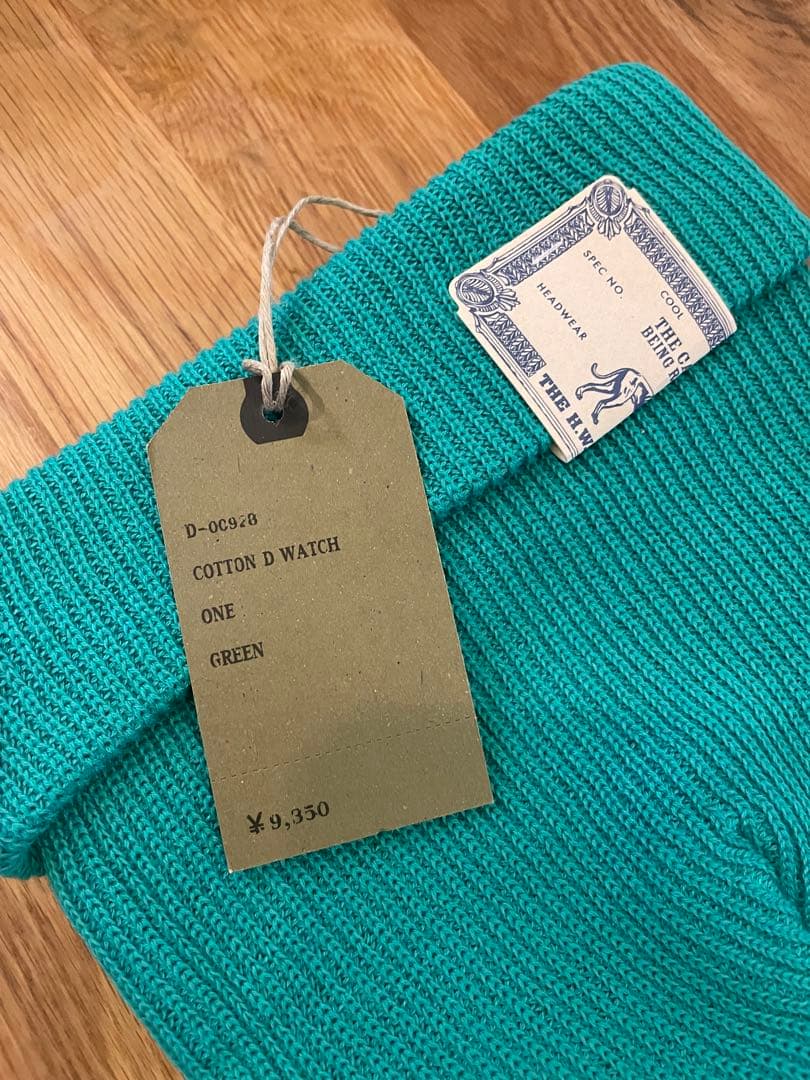 D-00928
COTTON D WATCH
ONE
GREEN
¥9,350
SPEC NO.
COOL
HEADWEAR
THE
BEING
THE H.W